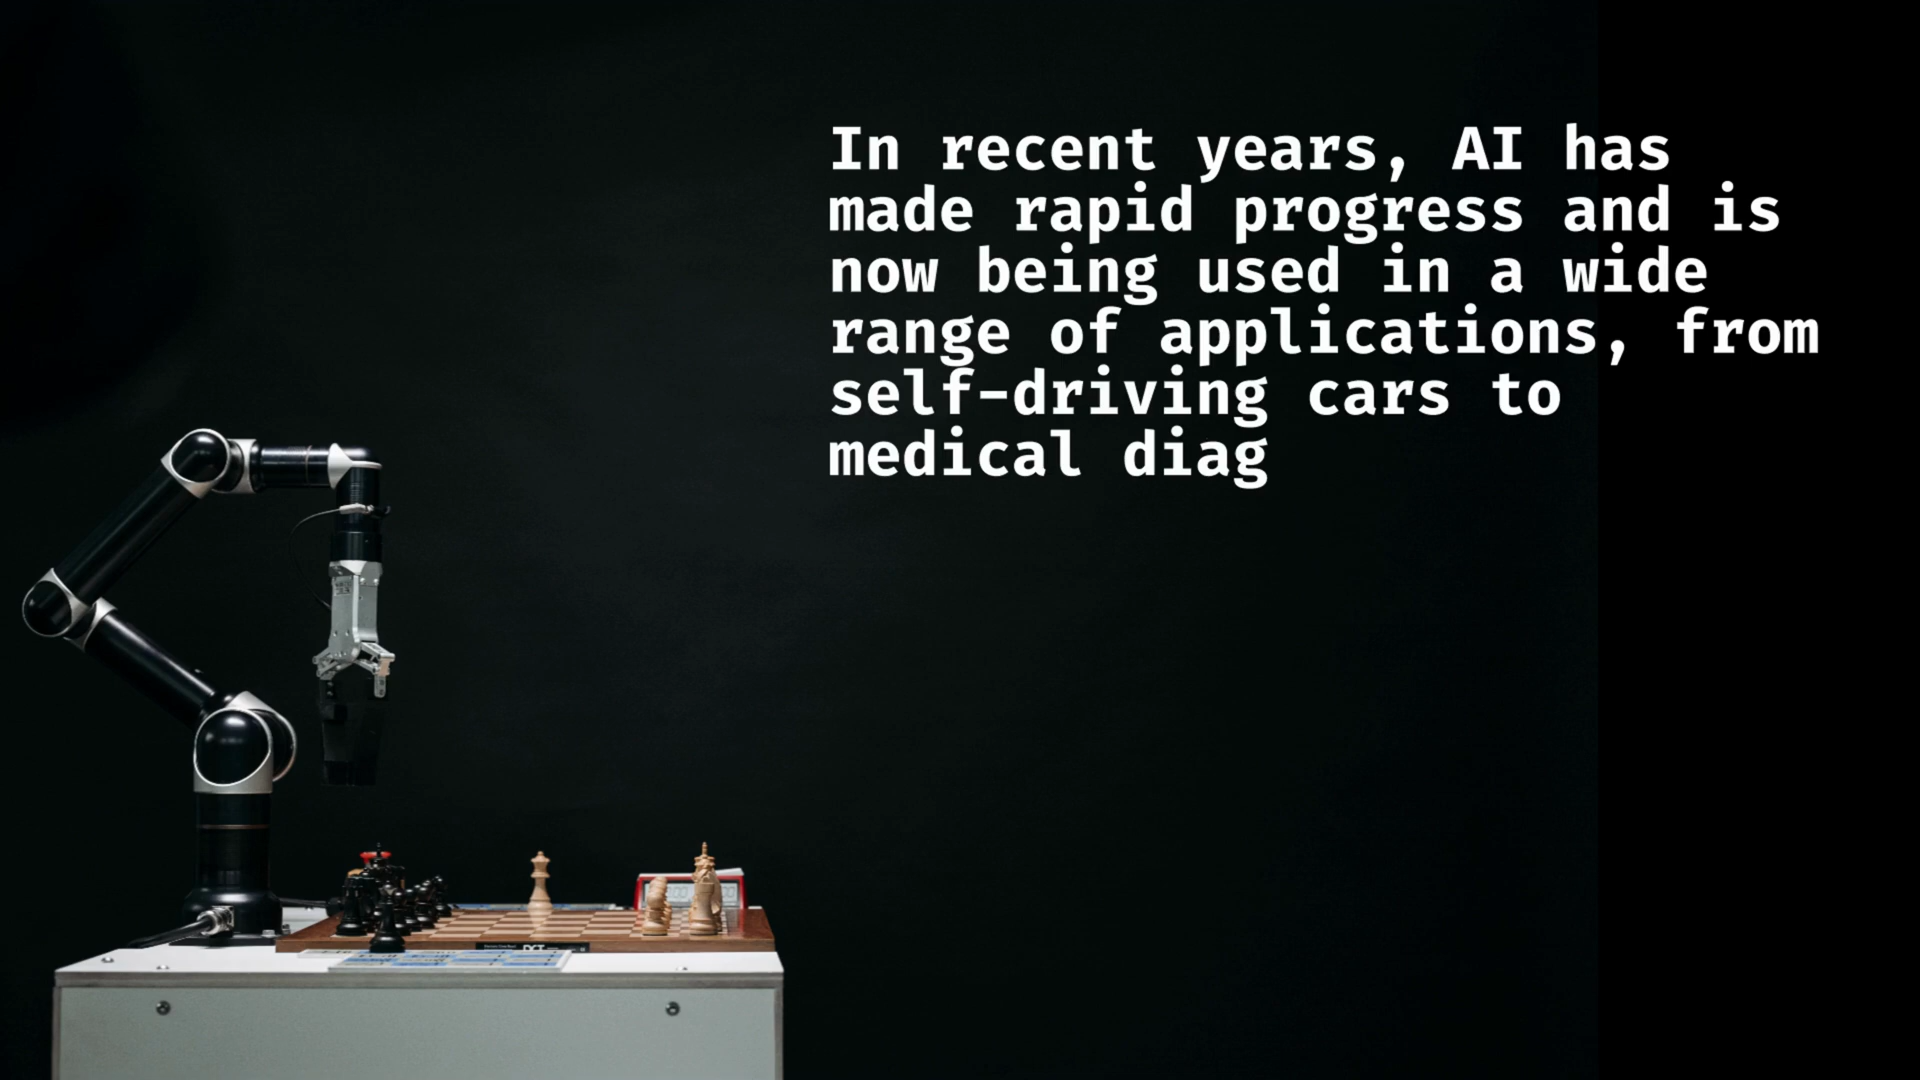 In recent years, AI has
made rapid progress and is
now being used in a wide
range of applications, from
self-driving cars to
medical diag